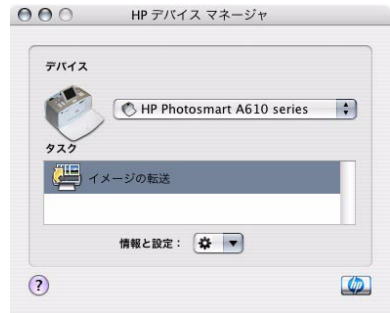 HP デバイス マネージャ
デバイス
HP Photosmart A610 series
タスク
イメージの転送
情報と設定：
?
hp